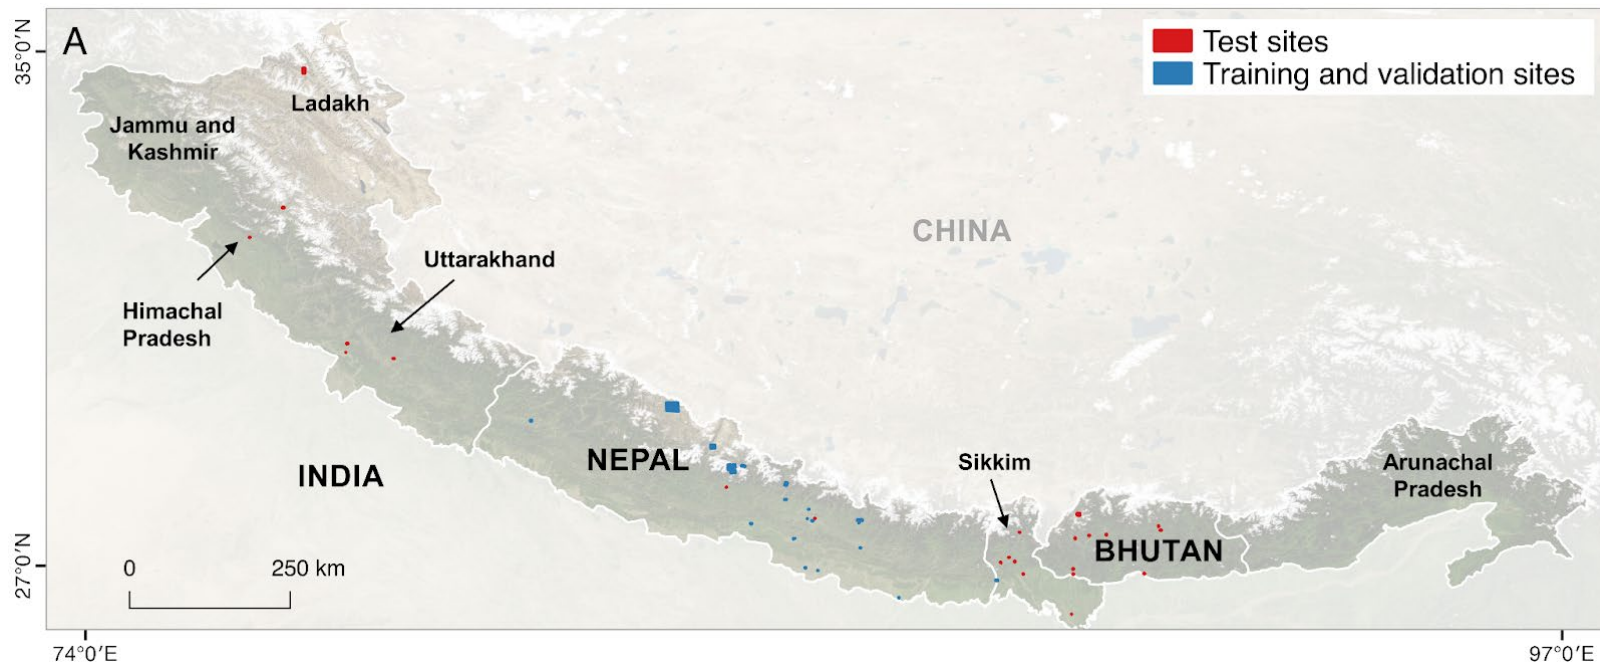 A
Test sites
Training and validation sites
35°0′N
Ladakh
Jammu and
Kashmir
CHINA
Uttarakhand
Himachal
Pradesh
NEPAL
INDIA
Sikkim
Arunachal
Pradesh
BHUTAN
27°0′N
0
250 km
74°0′E
97°0′E